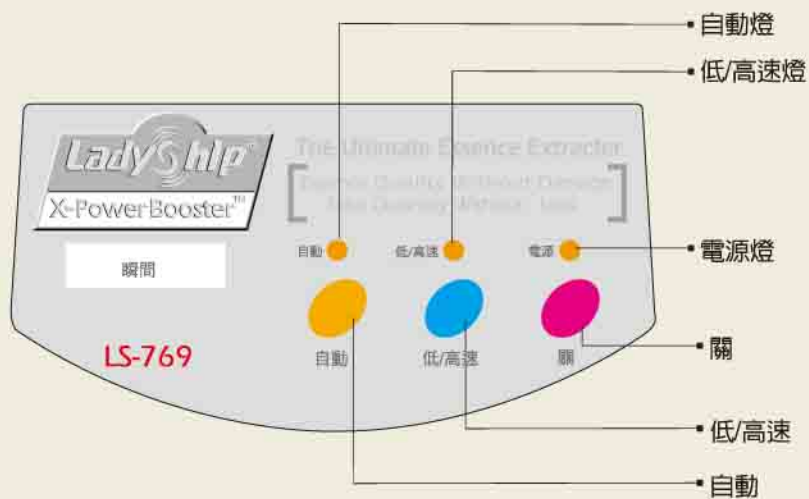 自動燈
低/高速燈
LadyShip
X-PowerBooster™
The Ultimate Essence Extracter
自動
低/高速
電源
電源燈
瞬間
LS-769
自動
低/高速
關
關
低/高速
自動